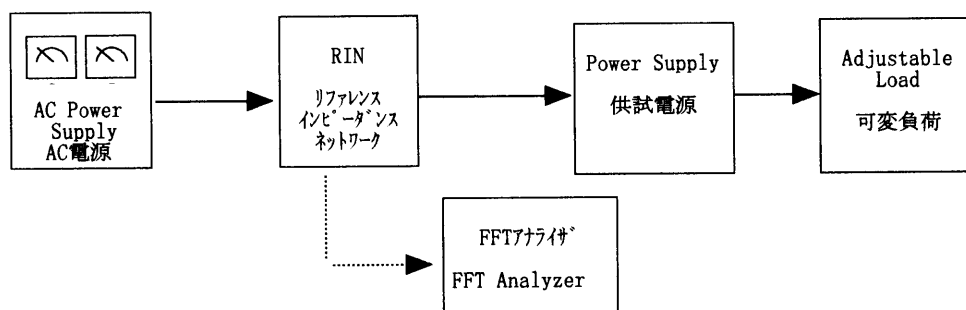 AC Power
Supply
AC電源
RIN
リファレンス
インピーダンス
ネットワーク
Power Supply
供試電源
Adjustable
Load
可変負荷
FFTアナライザ
FFT Analyzer